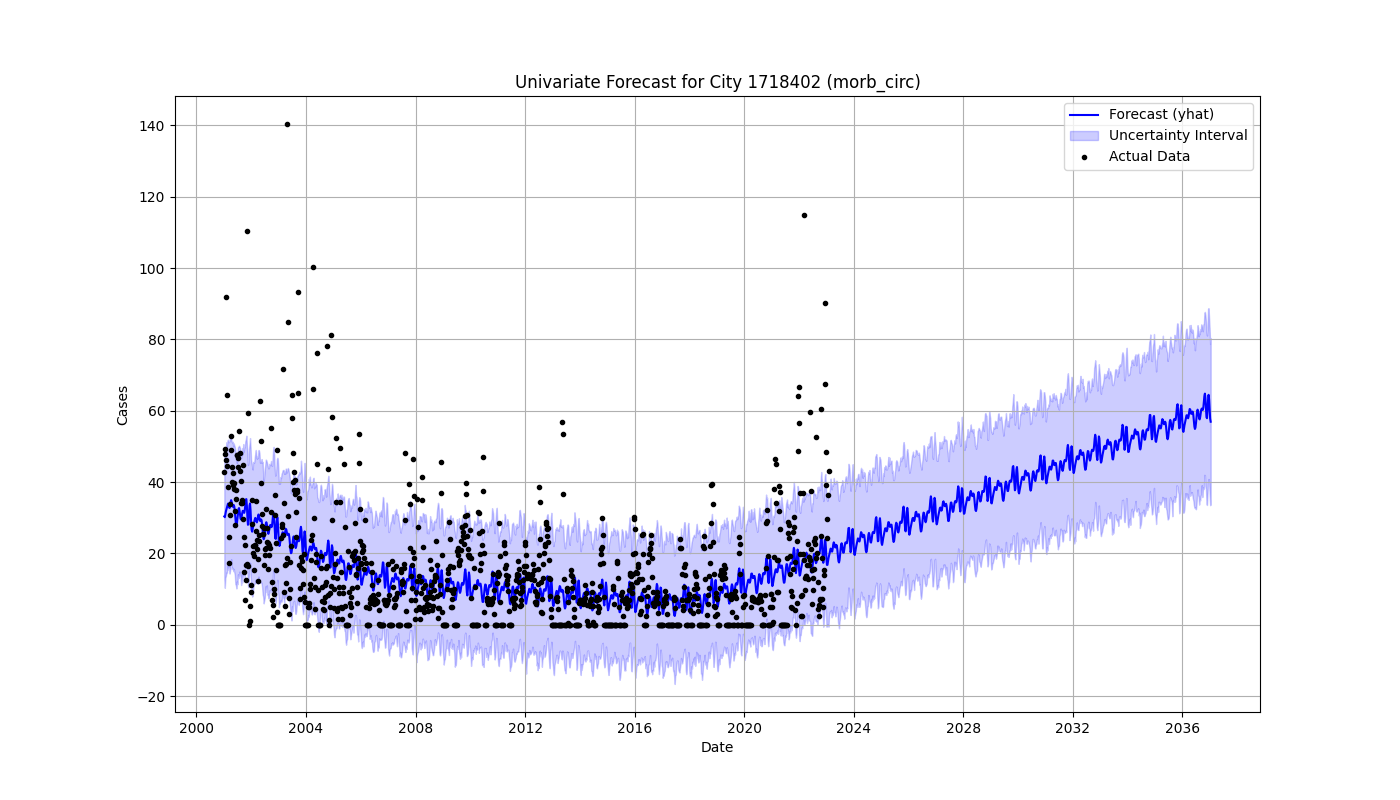 Univariate Forecast for City 1718402 (morb_circ)
Forecast (yhat)
Uncertainty Interval
Actual Data
140
120
100
80
60
40
20
0
−20
Cases
2000 2004 2008 2012 2016 2020 2024 2028 2032 2036
Date